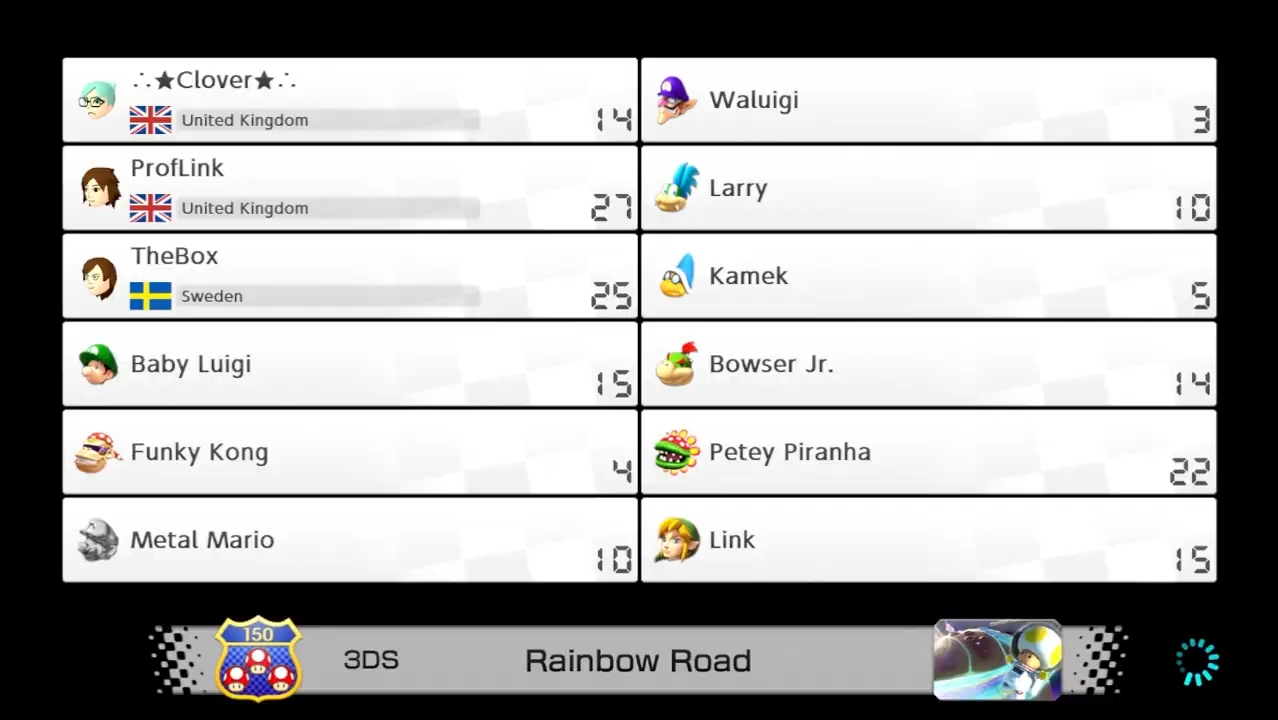 ∴★Clover★∴
United Kingdom
14
ProfLink
United Kingdom
27
TheBox
Sweden
25
Baby Luigi
15
Funky Kong
4
Metal Mario
10
Waluigi
3
Larry
10
Kamek
5
Bowser Jr.
14
Petey Piranha
22
Link
15
150
3DS
Rainbow Road